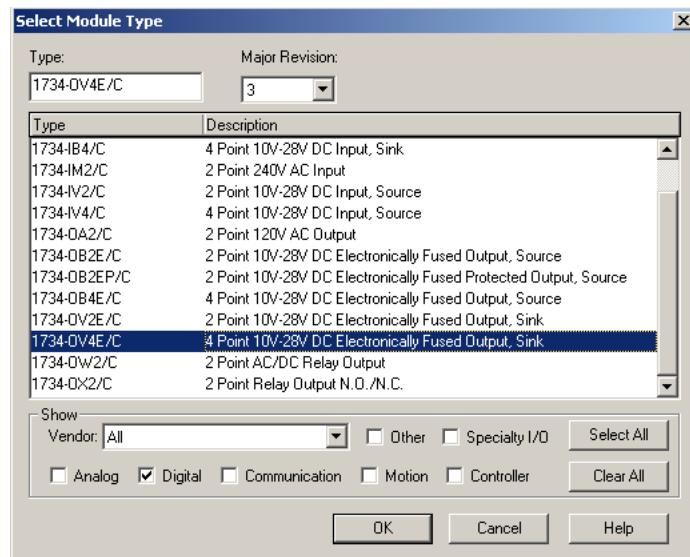 Select Module Type
Type: Major Revision:
1734-OV4E/C 3
Type Description
1734-IB4/C 4 Point 10V-28V DC Input, Sink
1734-IM2/C 2 Point 240V AC Input
1734-IV2/C 2 Point 10V-28V DC Input, Source
1734-IV4/C 4 Point 10V-28V DC Input, Source
1734-OA2/C 2 Point 120V AC Output
1734-OB2E/C 2 Point 10V-28V DC Electronically Fused Output, Source
1734-OB2EP/C 2 Point 10V-28V DC Electronically Fused Protected Output, Source
1734-OB4E/C 4 Point 10V-28V DC Electronically Fused Output, Source
1734-OV2E/C 2 Point 10V-28V DC Electronically Fused Output, Sink
1734-OV4E/C 4 Point 10V-28V DC Electronically Fused Output, Sink
1734-OW2/C 2 Point AC/DC Relay Output
1734-OX2/C 2 Point Relay Output N.O./N.C.
Show
Vendor: All Other Specialty I/O Select All
Analog Digital Communication Motion Controller Clear All
OK Cancel Help